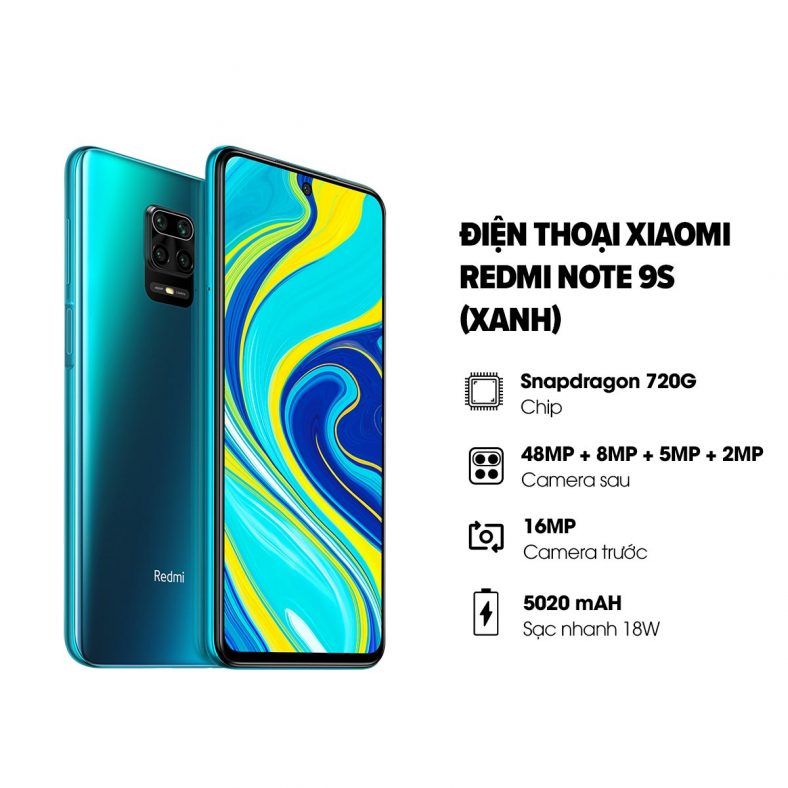 Redmi
ĐIỆN THOẠI XIAOMI
REDMI NOTE 9S
(XANH)
Snapdragon 720G
Chip
48MP + 8MP + 5MP + 2MP
Camera sau
16MP
Camera trước
5020 mAH
Sạc nhanh 18W